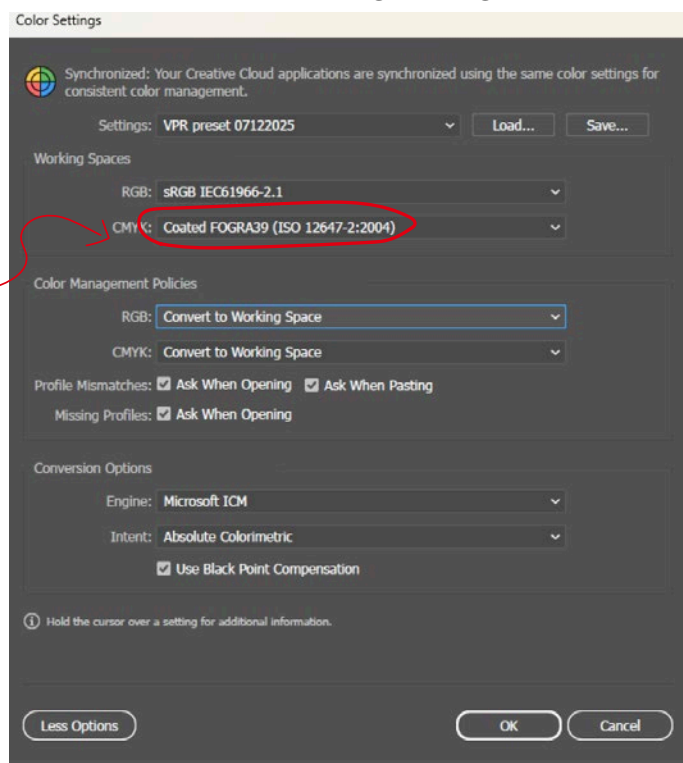 Color Settings
Synchronized: Your Creative Cloud applications are synchronized using the same color settings for
consistent color management.
Settings: VPR preset 07122025 Load... Save...
Working Spaces
RGB: sRGB IEC61966-2.1
CMYK: Coated FOGRA39 (ISO 12647-2:2004)
Color Management Policies
RGB: Convert to Working Space
CMYK: Convert to Working Space
Profile Mismatches: Ask When Opening Ask When Pasting
Missing Profiles: Ask When Opening
Conversion Options
Engine: Microsoft ICM
Intent: Absolute Colorimetric
Use Black Point Compensation
Hold the cursor over a setting for additional information.
Less Options OK Cancel